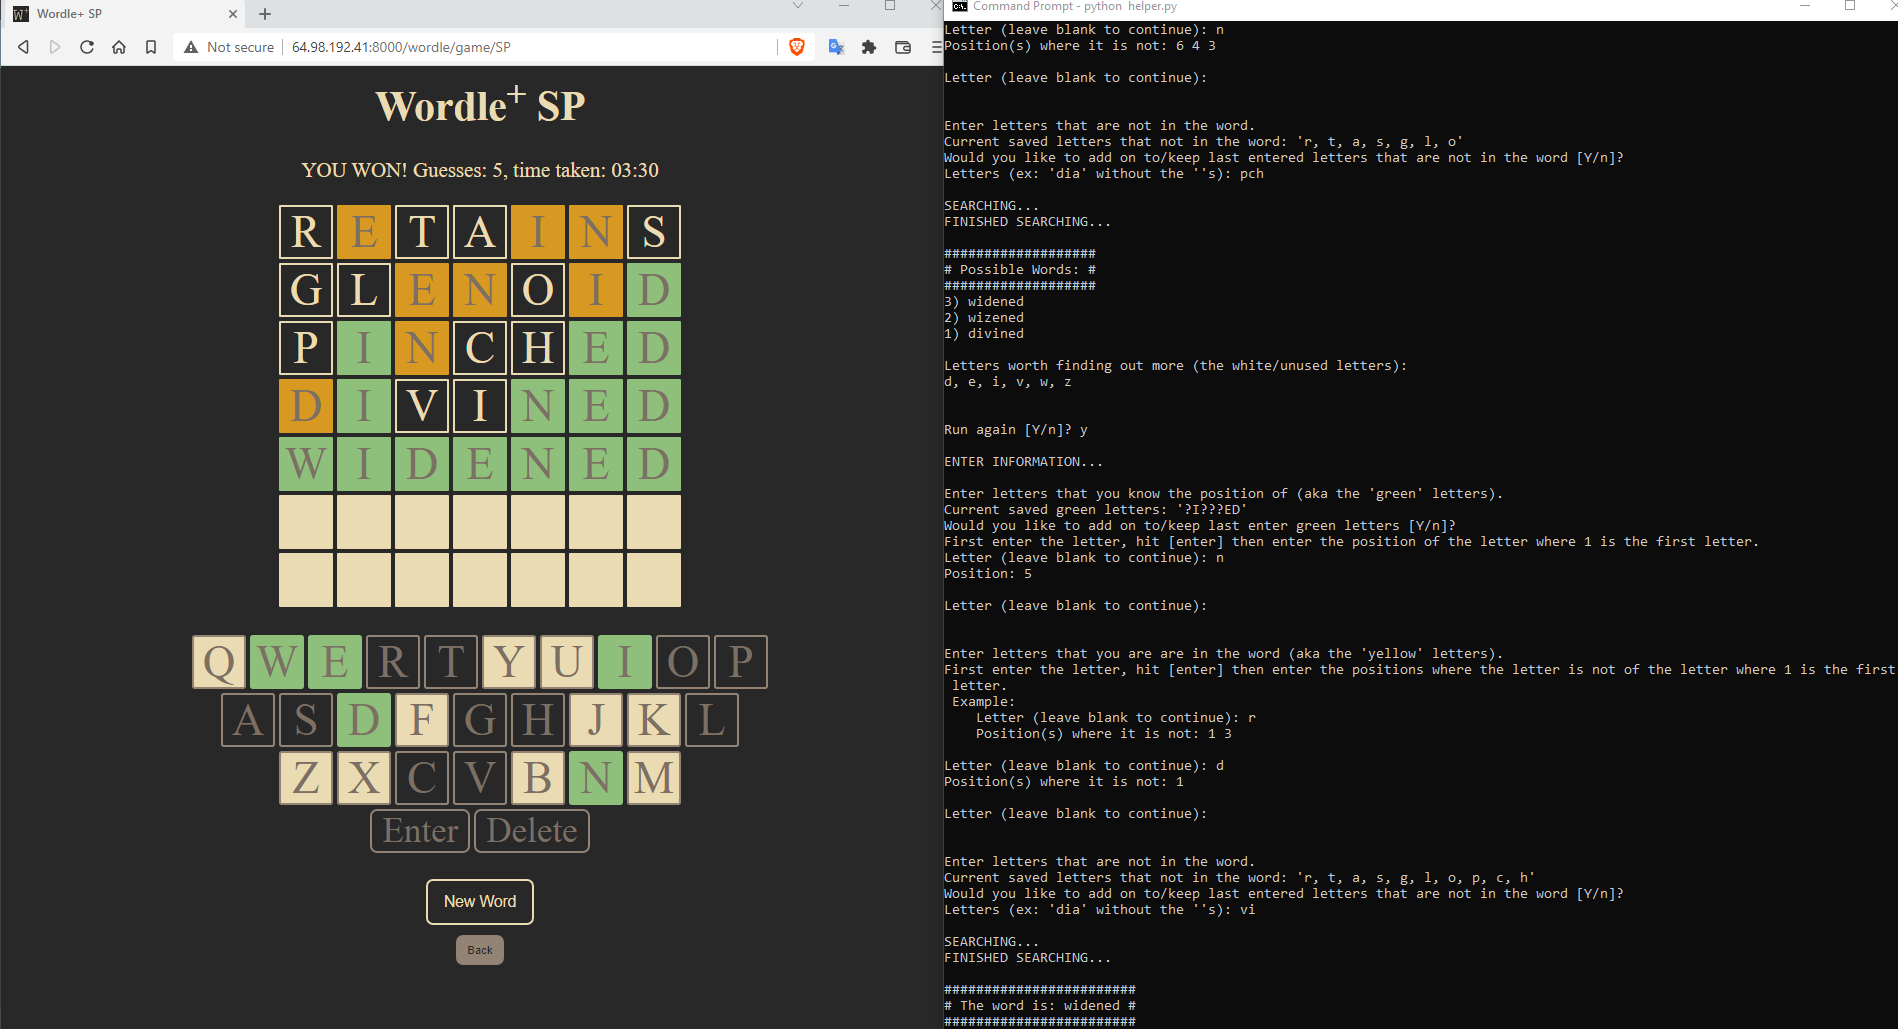 Wordle+ SP
Not secure 64.98.192.41:8000/wordle/game/SP
Wordle+ SP
YOU WON! Guesses: 5, time taken: 03:30
R E T A I N S
G L E N O I D
P I N C H E D
D I V I N E D
W I D E N E D
Q W E R T Y U I O P
A S D F G H J K L
Z X C V B N M
Enter Delete
New Word
Back
Command Prompt - python helper.py
Letter (leave blank to continue): n
Position(s) where it is not: 6 4 3
Letter (leave blank to continue):
Enter letters that are not in the word.
Current saved letters that not in the word: 'r, t, a, s, g, l, o'
Would you like to add on to/keep last entered letters that are not in the word [Y/n]?
Letters (ex: 'dia' without the ''s): pch
SEARCHING...
FINISHED SEARCHING...
###################
# Possible Words: #
###################
3) widened
2) wizened
1) divined
Letters worth finding out more (the white/unused letters):
d, e, i, v, w, z
Run again [Y/n]? y
ENTER INFORMATION...
Enter letters that you know the position of (aka the 'green' letters).
Current saved green letters: '?I???ED'
Would you like to add on to/keep last enter green letters [Y/n]?
First enter the letter, hit [enter] then enter the position of the letter where 1 is the first letter.
Letter (leave blank to continue): n
Position: 5
Letter (leave blank to continue):
Enter letters that you are are in the word (aka the 'yellow' letters).
First enter the letter, hit [enter] then enter the positions where the letter is not of the letter where 1 is the first
letter.
Example:
Letter (leave blank to continue): r
Position(s) where it is not: 1 3
Letter (leave blank to continue): d
Position(s) where it is not: 1
Letter (leave blank to continue):
Enter letters that are not in the word.
Current saved letters that not in the word: 'r, t, a, s, g, l, o, p, c, h'
Would you like to add on to/keep last entered letters that are not in the word [Y/n]?
Letters (ex: 'dia' without the ''s): vi
SEARCHING...
FINISHED SEARCHING...
########################
# The word is: widened #
########################